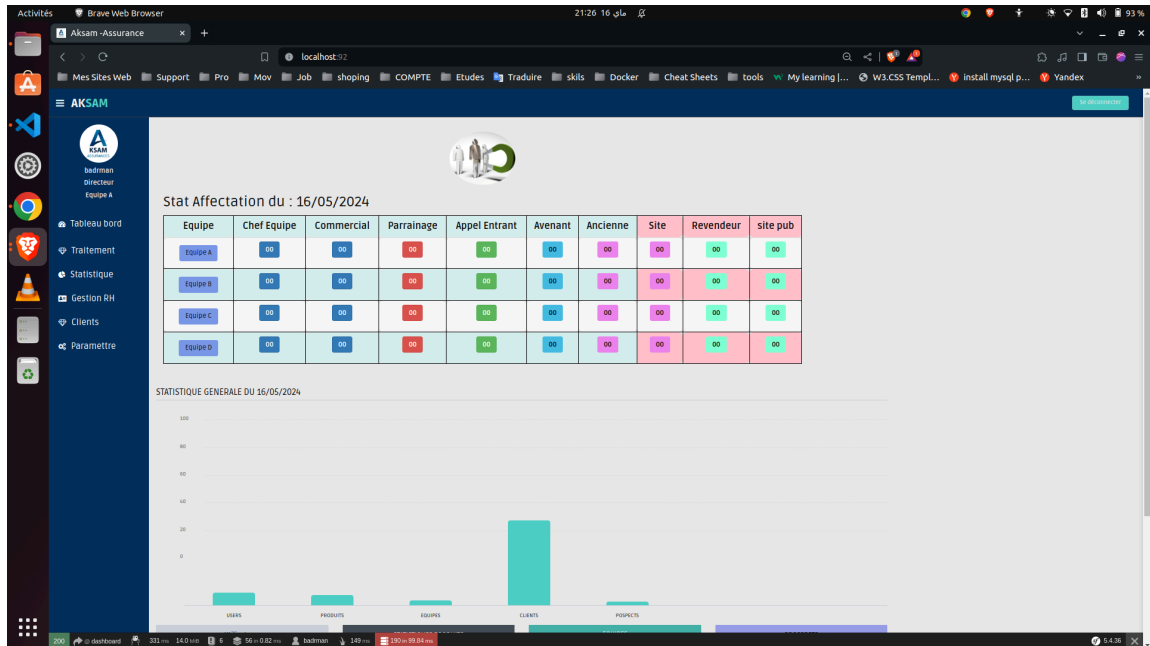 Activités Brave Web Browser 21:26 16 ماي 93 %
Aksam -Assurance × +
localhost:92
Mes Sites Web Support Pro Mov Job shoping COMPTE Etudes Traduire skils Docker Cheat Sheets tools My learning |... W3.CSS Templ... install mysql p... Yandex »
AKSAM Se déconnecter
A
KSAM
ASSURANCES
badrman
Directeur
Equipe A
Tableau bord
Traitement
Statistique
Gestion RH
Clients
Paramettre
Stat Affectation du : 16/05/2024
Equipe Chef Equipe Commercial Parrainage Appel Entrant Avenant Ancienne Site Revendeur site pub
Equipe A 00 00 00 00 00 00 00 00 00
Equipe B 00 00 00 00 00 00 00 00 00
Equipe C 00 00 00 00 00 00 00 00 00
Equipe D 00 00 00 00 00 00 00 00 00
STATISTIQUE GENERALE DU 16/05/2024
100
80
60
40
20
0
USERS PRODUITS EQUIPES CLIENTS POSPECTS
200 @ dashboard 331 ms 14.0 MiB 6 56 in 0.82 ms badrman 149 ms 190 in 99.84 ms 5.4.36